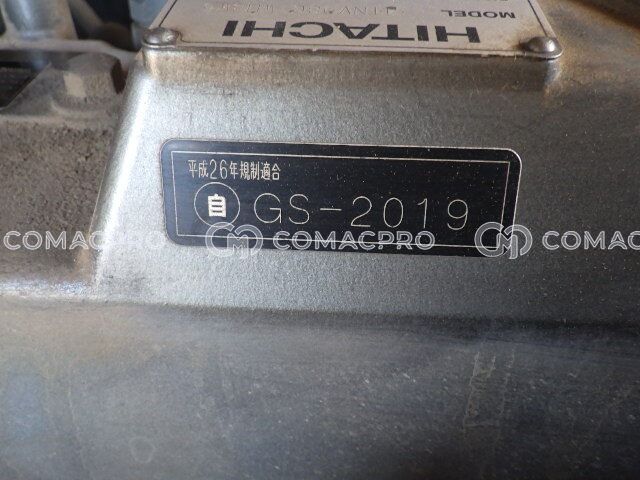 HITACHI
MODEL
平成26年規制適合
自 GS-2019
COMACPRO COMACPRO COMACPRO